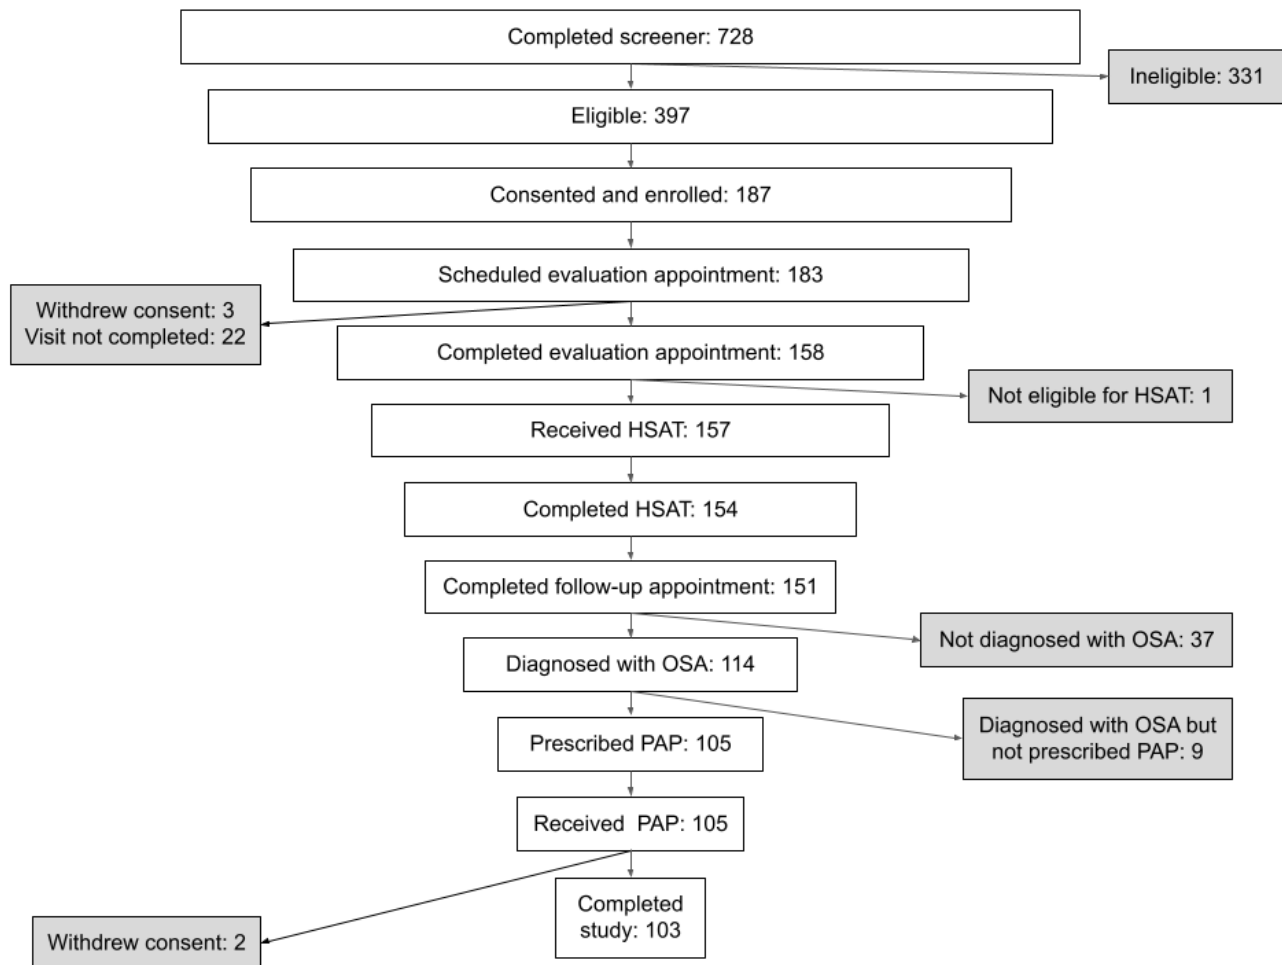 Completed screener: 728
Ineligible: 331
Eligible: 397
Consented and enrolled: 187
Scheduled evaluation appointment: 183
Withdrew consent: 3
Visit not completed: 22
Completed evaluation appointment: 158
Not eligible for HSAT: 1
Received HSAT: 157
Completed HSAT: 154
Completed follow-up appointment: 151
Not diagnosed with OSA: 37
Diagnosed with OSA: 114
Diagnosed with OSA but
not prescribed PAP: 9
Prescribed PAP: 105
Received PAP: 105
Completed
study: 103
Withdrew consent: 2